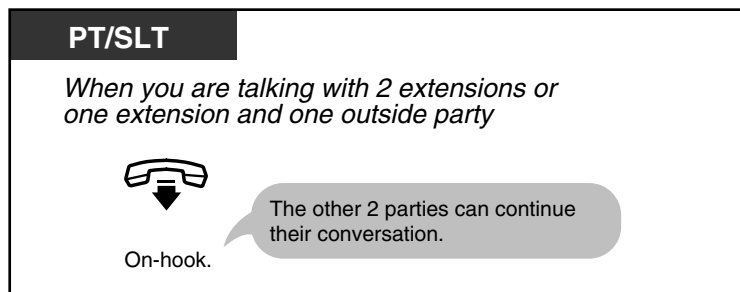 PT/SLT
When you are talking with 2 extensions or
one extension and one outside party
The other 2 parties can continue
their conversation.
On-hook.